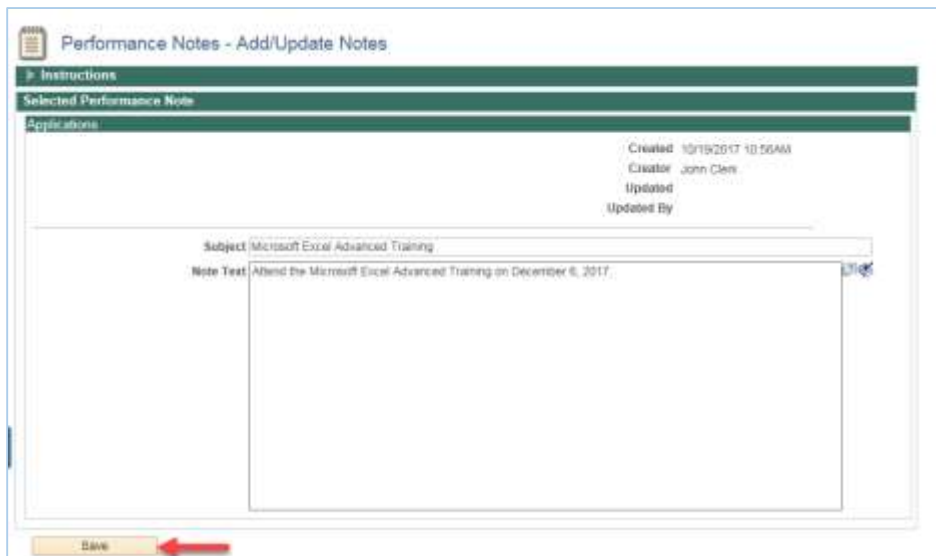 Performance Notes - Add/Update Notes
Instructions
Selected Performance Note
Applications
Created 10/19/2017 10:56AM
Creator John Clerk
Updated
Updated By
Subject Microsoft Excel Advanced Training
Note Text Attend the Microsoft Excel Advanced Training on December 6, 2017
Save